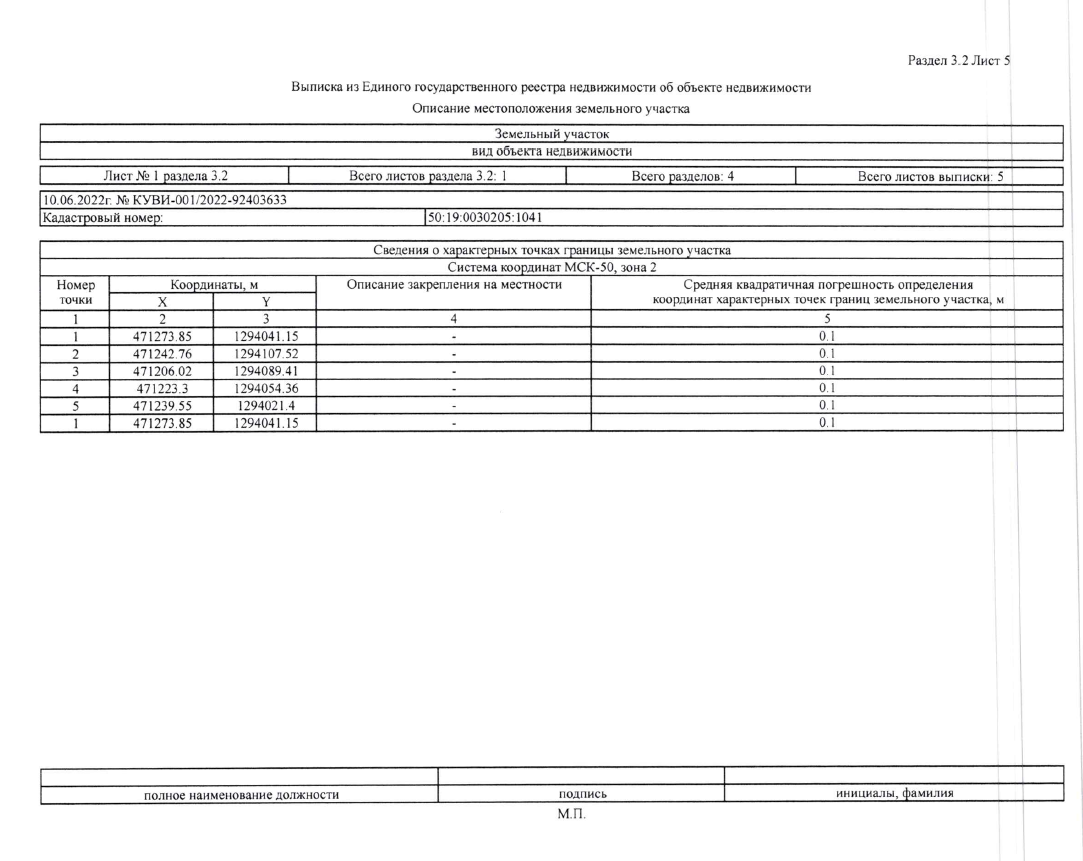 Раздел 3.2 Лист 5
Выписка из Единого государственного реестра недвижимости об объекте недвижимости
Описание местоположения земельного участка
Земельный участок
вид объекта недвижимости
Лист № 1 раздела 3.2 Всего листов раздела 3.2: 1 Всего разделов: 4 Всего листов выписки: 5
10.06.2022г. № КУВИ-001/2022-92403633
Кадастровый номер: 50:19:0030205:1041
Сведения о характерных точках границы земельного участка
Система координат МСК-50, зона 2
Номер Координаты, м Описание закрепления на местности Средняя квадратичная погрешность определения
точки X Y координат характерных точек границ земельного участка, м
1 2 3 4 5
1 471273.85 1294041.15 - 0.1
2 471242.76 1294107.52 - 0.1
3 471206.02 1294089.41 - 0.1
4 471223.3 1294054.36 - 0.1
5 471239.55 1294021.4 - 0.1
1 471273.85 1294041.15 - 0.1
полное наименование должности подпись инициалы, фамилия
М.П.